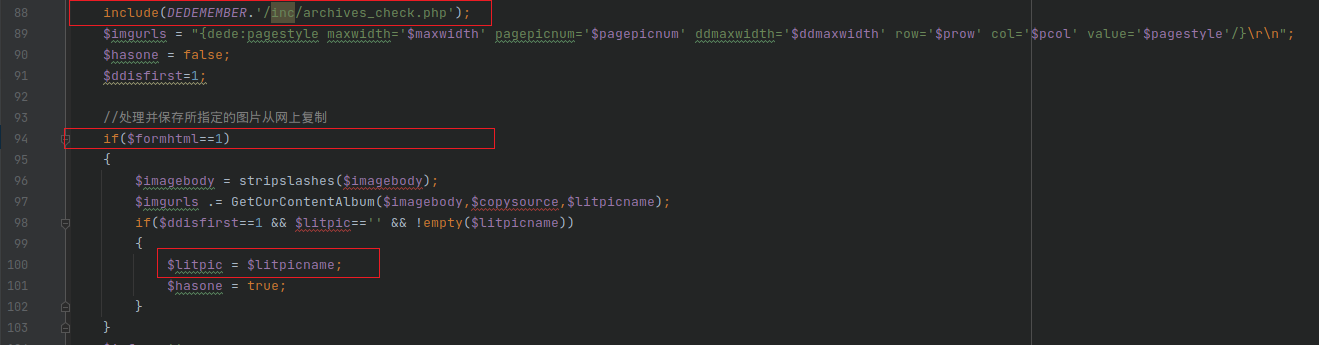 88 include(DEDEMEMBER.'/inc/archives_check.php');
89 $imgurls = "{dede:pagestyle maxwidth='$maxwidth' pagepicnum='$pagepicnum' ddmaxwidth='$ddmaxwidth' row='$prow' col='$pcol' value='$pagestyle'/}\r\n";
90 $hasone = false;
91 $ddisfirst=1;
92
93 //处理并保存所指定的图片从网上复制
94 if($formhtml==1)
95 {
96 $imagebody = stripslashes($imagebody);
97 $imgurls .= GetCurContentAlbum($imagebody,$copysource,$litpicname);
98 if($ddisfirst==1 && $litpic=='' && !empty($litpicname))
99 {
100 $litpic = $litpicname;
101 $hasone = true;
102 }
103 }